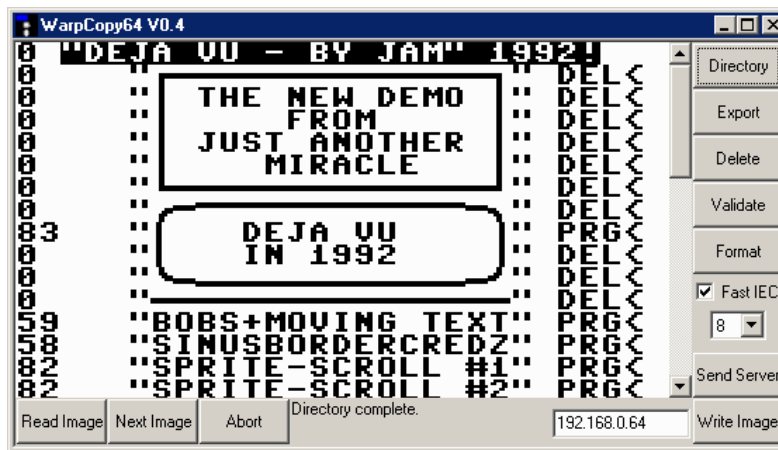 WarpCopy64 V0.4
0 "DEJA VU - BY JAM" 1992!
0 " " DEL<
0 " THE NEW DEMO " DEL<
0 " FROM " DEL<
0 " JUST ANOTHER " DEL<
0 " MIRACLE " DEL<
0 " " DEL<
0 " " DEL<
83 " DEJA VU " PRG<
0 " IN 1992 " DEL<
0 " " DEL<
0 " " DEL<
59 "BOBS+MOVING TEXT" PRG<
58 "SINUSBORDERCREDZ" PRG<
82 "SPRITE-SCROLL #1" PRG<
82 "SPRITE-SCROLL #2" PRG<
Directory
Export
Delete
Validate
Format
Fast IEC
8
Send Server
Write Image
Read Image
Next Image
Abort
Directory complete.
192.168.0.64